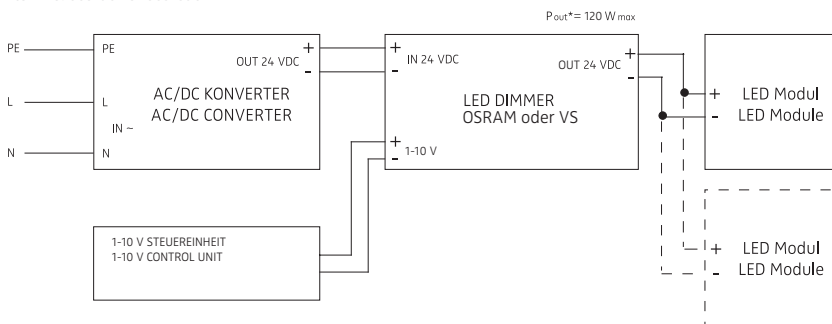 Pout*= 120 W max
PE
PE
OUT 24 VDC
+
-
L
L
IN ~
AC/DC KONVERTER
AC/DC CONVERTER
N
N
+
-
IN 24 VDC
OUT 24 VDC
+
-
LED DIMMER
OSRAM oder VS
+
-
1-10 V
+
-
LED Modul
LED Module
1-10 V STEUEREINHEIT
1-10 V CONTROL UNIT
+
-
LED Modul
LED Module